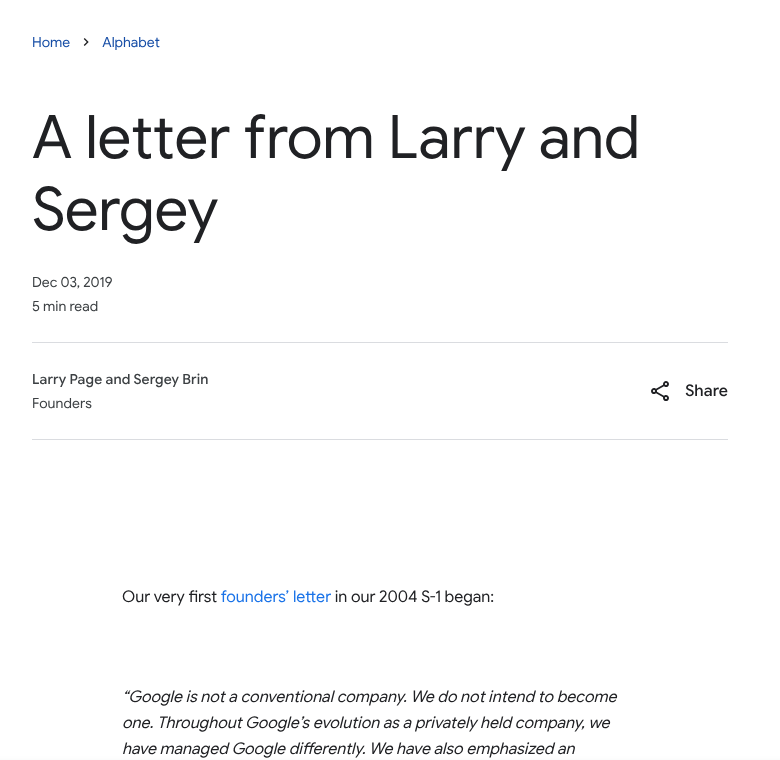 Home > Alphabet
A letter from Larry and
Sergey
Dec 03, 2019
5 min read
Larry Page and Sergey Brin
Founders
Share
Our very first founders’ letter in our 2004 S-1 began:
“Google is not a conventional company. We do not intend to become
one. Throughout Google’s evolution as a privately held company, we
have managed Google differently. We have also emphasized an